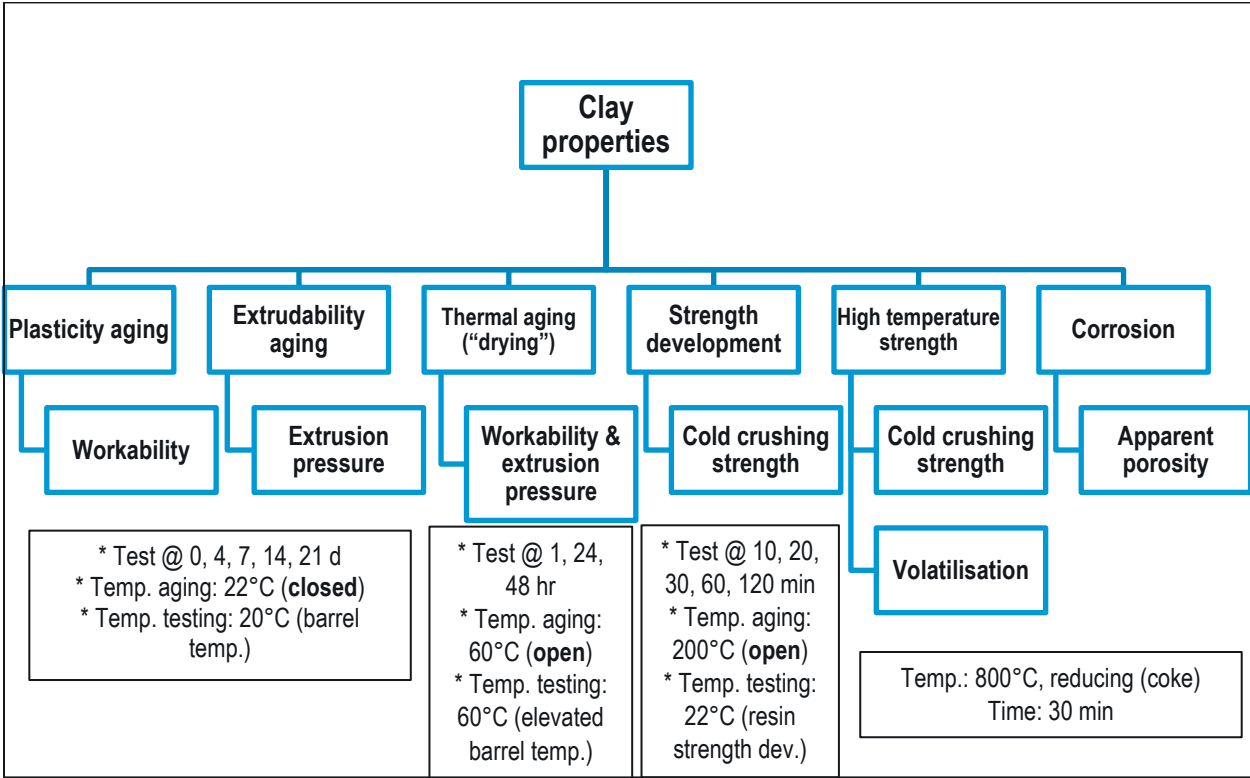 Clay
properties
Plasticity aging
Extrudability
aging
Thermal aging
(“drying”)
Strength
development
High temperature
strength
Corrosion
Workability
Extrusion
pressure
Workability &
extrusion
pressure
Cold crushing
strength
Cold crushing
strength
Apparent
porosity
Volatilisation
* Test @ 0, 4, 7, 14, 21 d
* Temp. aging: 22°C (closed)
* Temp. testing: 20°C (barrel
temp.)
* Test @ 1, 24,
48 hr
* Temp. aging:
60°C (open)
* Temp. testing:
60°C (elevated
barrel temp.)
* Test @ 10, 20,
30, 60, 120 min
* Temp. aging:
200°C (open)
* Temp. testing:
22°C (resin
strength dev.)
Temp.: 800°C, reducing (coke)
Time: 30 min